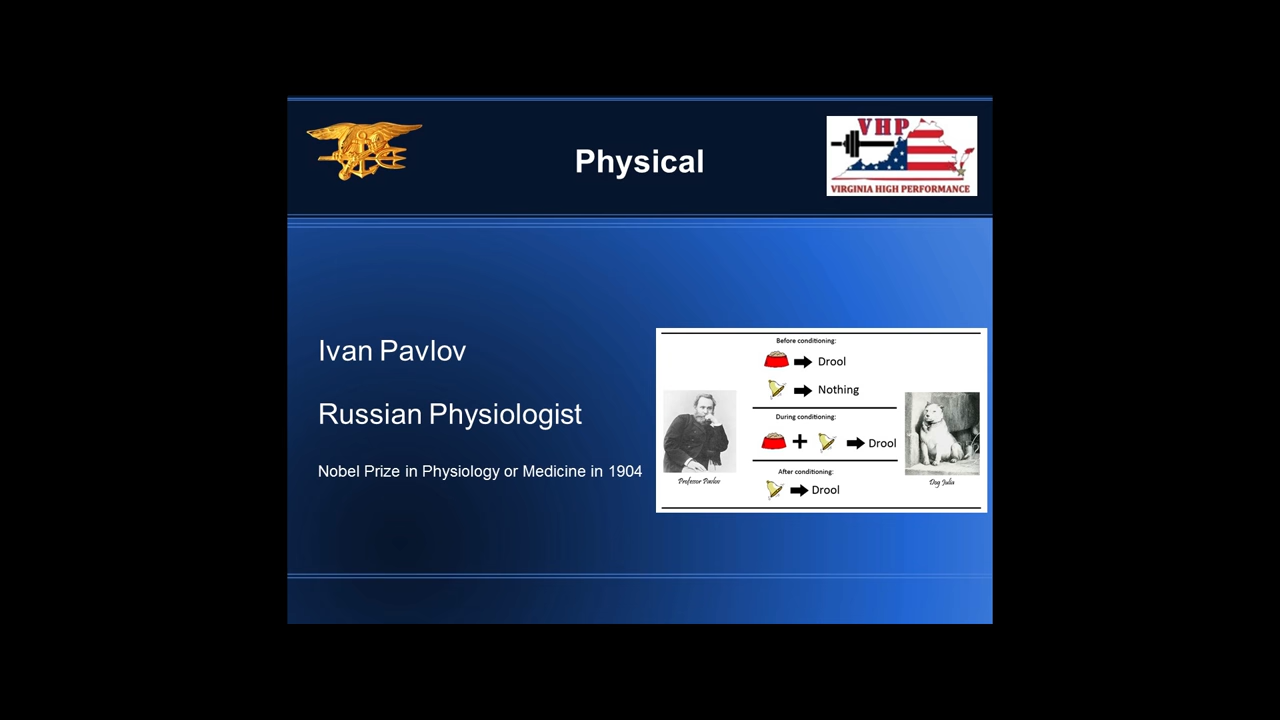 Physical
VHP
VIRGINIA HIGH PERFORMANCE
Ivan Pavlov
Russian Physiologist
Nobel Prize in Physiology or Medicine in 1904
Before conditioning:
Drool
Nothing
During conditioning:
+ Drool
After conditioning:
Drool
Professor Pavlov
Dog Julia